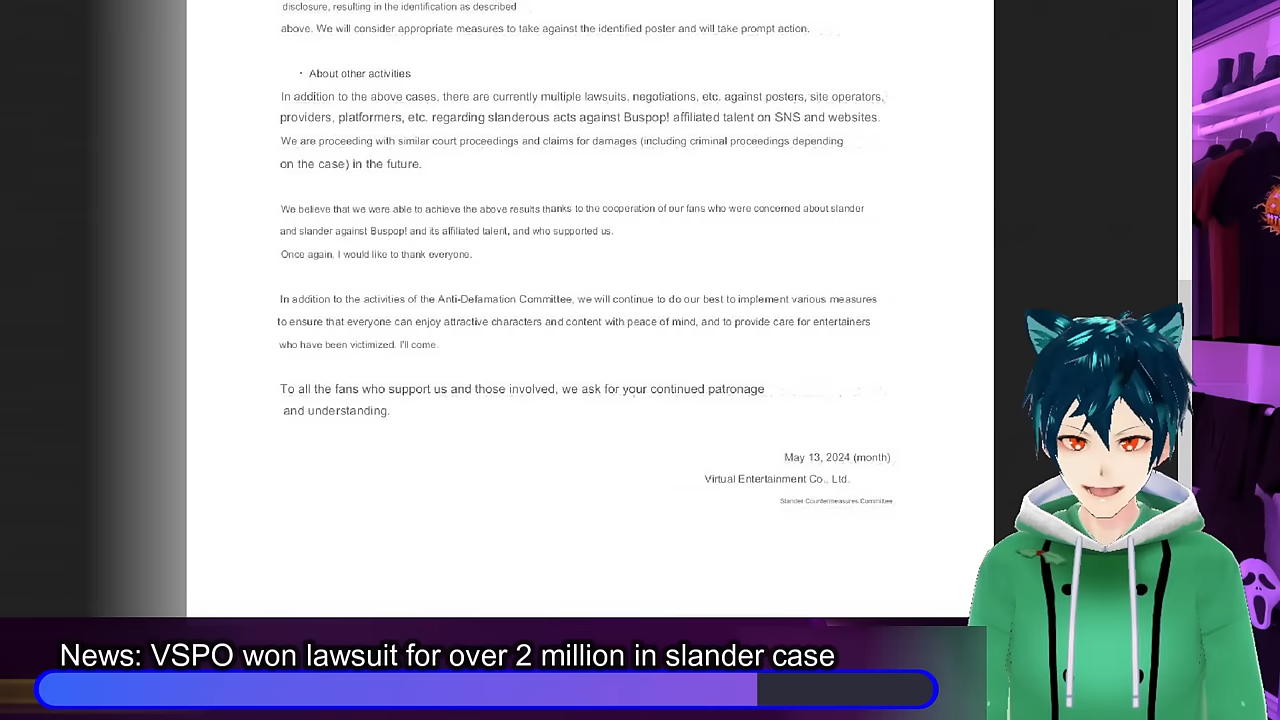 disclosure, resulting in the identification as described
above. We will consider appropriate measures to take against the identified poster and will take prompt action.
・ About other activities
In addition to the above cases, there are currently multiple lawsuits, negotiations, etc. against posters, site operators,
providers, platformers, etc. regarding slanderous acts against Buspop! affiliated talent on SNS and websites.
We are proceeding with similar court proceedings and claims for damages (including criminal proceedings depending
on the case) in the future.
We believe that we were able to achieve the above results thanks to the cooperation of our fans who were concerned about slander
and slander against Buspop! and its affiliated talent, and who supported us.
Once again, I would like to thank everyone.
In addition to the activities of the Anti-Defamation Committee, we will continue to do our best to implement various measures
to ensure that everyone can enjoy attractive characters and content with peace of mind, and to provide care for entertainers
who have been victimized. I'll come.
To all the fans who support us and those involved, we ask for your continued patronage
and understanding.
May 13, 2024 (month)
Virtual Entertainment Co., Ltd.
Slander Countermeasures Committee
News: VSPO won lawsuit for over 2 million in slander case